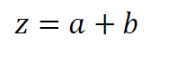 z = a + b